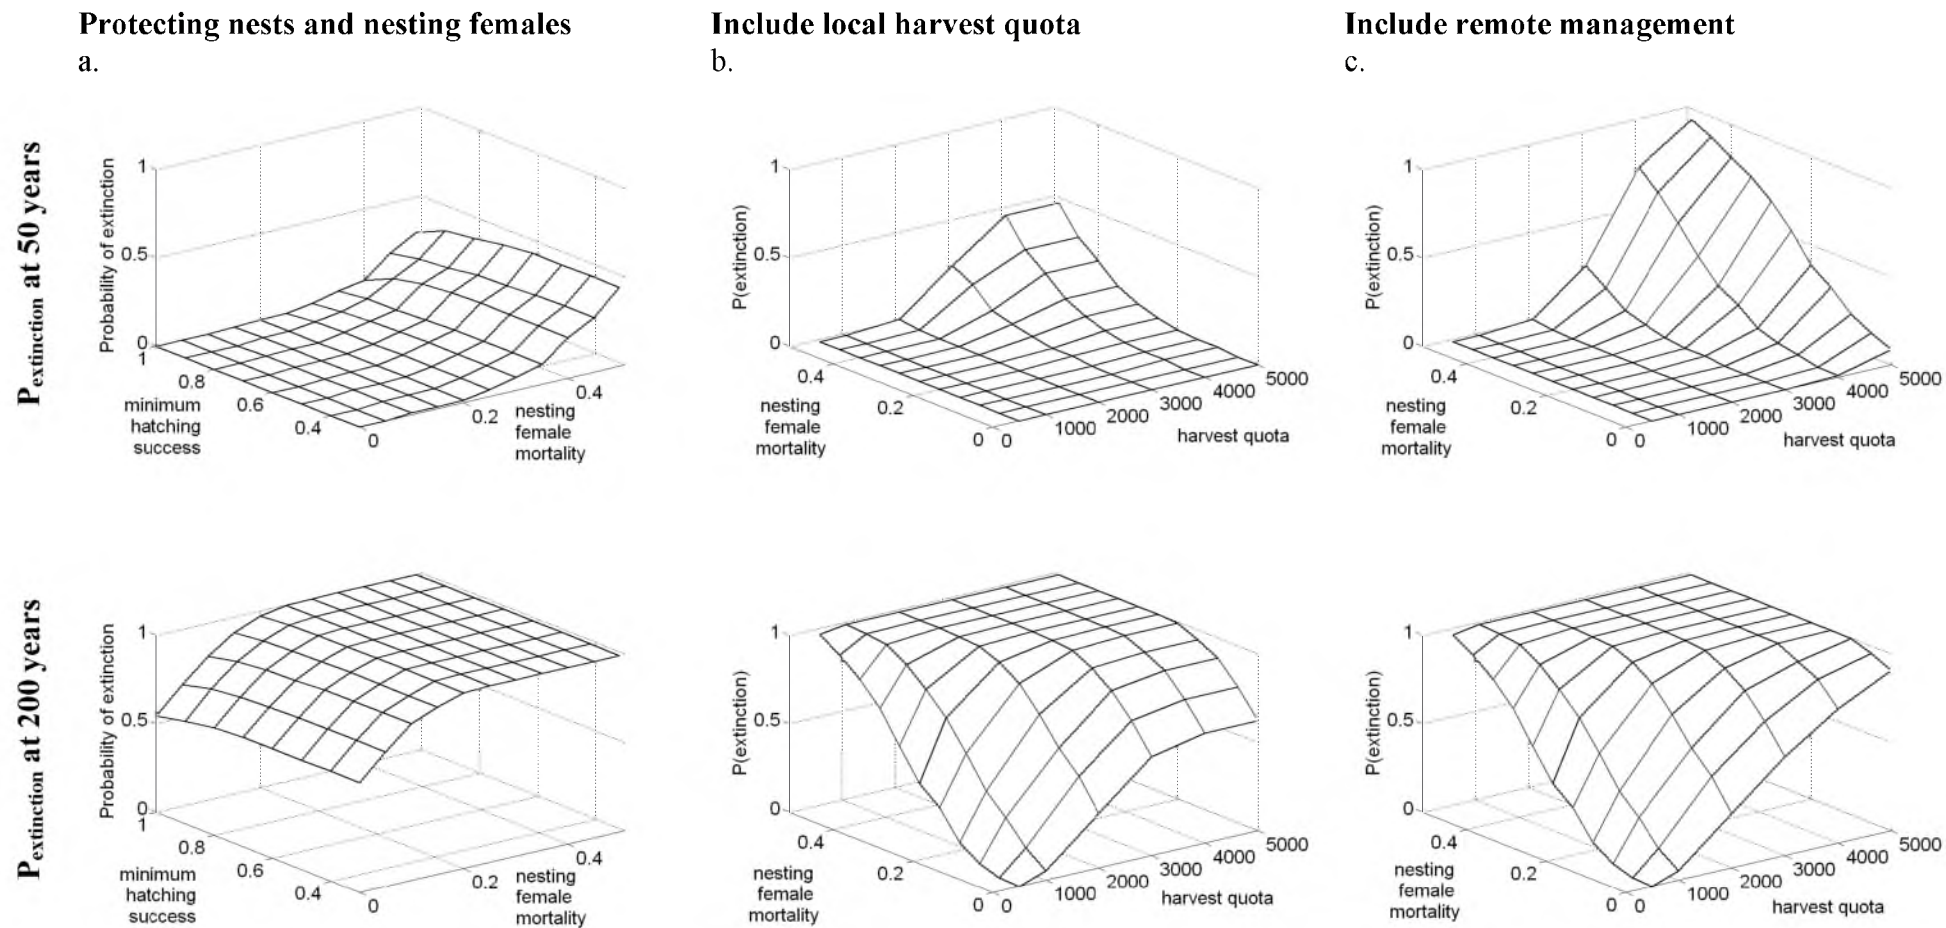 Protecting nests and nesting females
a.
Include local harvest quota
b.
Include remote management
c.
Pextinction at 50 years
Probability of extinction
1
0.5
0
1
0.8
0.6
0.4
minimum
hatching
success
0
0.2
0.4
nesting
female
mortality
P(extinction)
1
0.5
0
0.4
0.2
0
nesting
female
mortality
0
1000
2000
3000
4000
5000
harvest quota
P(extinction)
1
0.5
0
0.4
0.2
0
nesting
female
mortality
0
1000
2000
3000
4000
5000
harvest quota
Pextinction at 200 years
Probability of extinction
1
0.5
0
1
0.8
0.6
0.4
minimum
hatching
success
0
0.2
0.4
nesting
female
mortality
P(extinction)
1
0.5
0
0.4
0.2
0
nesting
female
mortality
0
1000
2000
3000
4000
5000
harvest quota
P(extinction)
1
0.5
0
0.4
0.2
0
nesting
female
mortality
0
1000
2000
3000
4000
5000
harvest quota